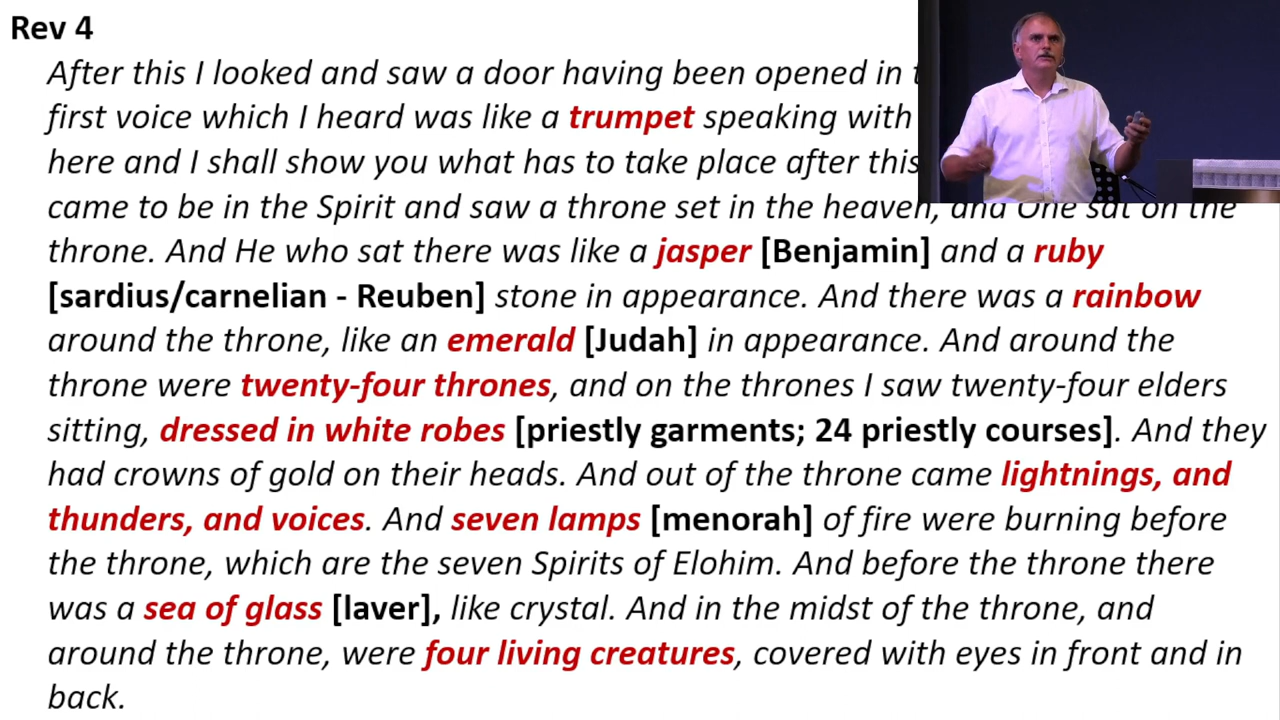 Rev 4
After this I looked and saw a door having been opened in
first voice which I heard was like a trumpet speaking with
here and I shall show you what has to take place after this
came to be in the Spirit and saw a throne set in the heaven, and One sat on the
throne. And He who sat there was like a jasper [Benjamin] and a ruby
[sardius/carnelian - Reuben] stone in appearance. And there was a rainbow
around the throne, like an emerald [Judah] in appearance. And around the
throne were twenty-four thrones, and on the thrones I saw twenty-four elders
sitting, dressed in white robes [priestly garments; 24 priestly courses]. And they
had crowns of gold on their heads. And out of the throne came lightnings, and
thunders, and voices. And seven lamps [menorah] of fire were burning before
the throne, which are the seven Spirits of Elohim. And before the throne there
was a sea of glass [laver], like crystal. And in the midst of the throne, and
around the throne, were four living creatures, covered with eyes in front and in
back.